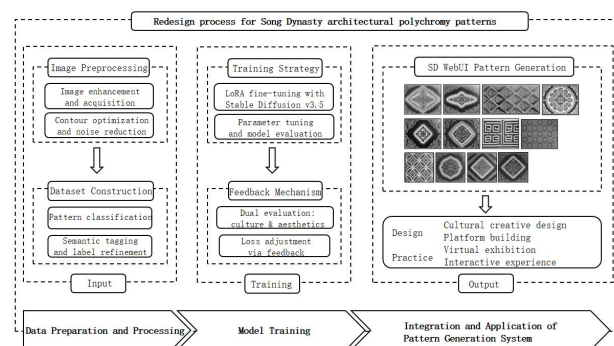 Redesign process for Song Dynasty architectural polychromy patterns
Image Preprocessing
Image enhancement
and acquisition
Contour optimization
and noise reduction
Dataset Construction
Pattern classification
Semantic tagging
and label refinement
Input
Training Strategy
LoRA fine-tuning with
Stable Diffusion v3.5
Parameter tuning
and model evaluation
Feedback Mechanism
Dual evaluation:
culture & aesthetics
Loss adjustment
via feedback
Training
SD WebUI Pattern Generation
Design
Practice
Cultural creative design
Platform building
Virtual exhibition
Interactive experience
Output
Data Preparation and Processing
Model Training
Integration and Application of
Pattern Generation System